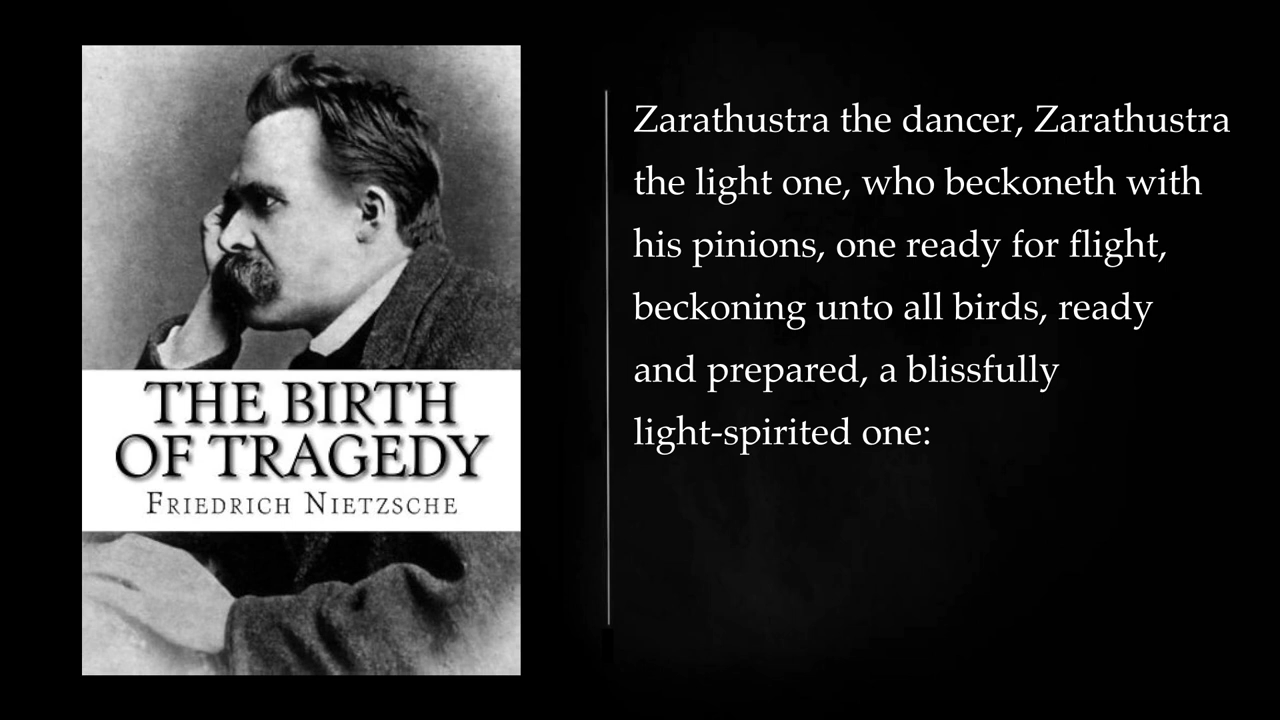 THE BIRTH
OF TRAGEDY
FRIEDRICH NIETZSCHE
Zarathustra the dancer, Zarathustra
the light one, who beckoneth with
his pinions, one ready for flight,
beckoning unto all birds, ready
and prepared, a blissfully
light-spirited one: